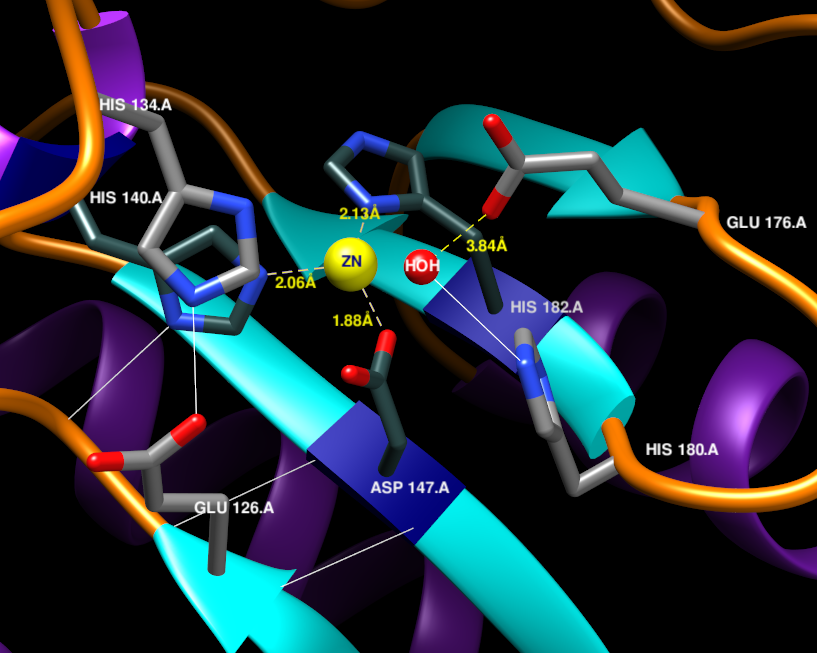 HIS 134.A
HIS 140.A
2.13Å
GLU 176.A
3.84Å
ZN
HOH
2.06Å
HIS 182.A
1.88Å
HIS 180.A
ASP 147.A
GLU 126.A